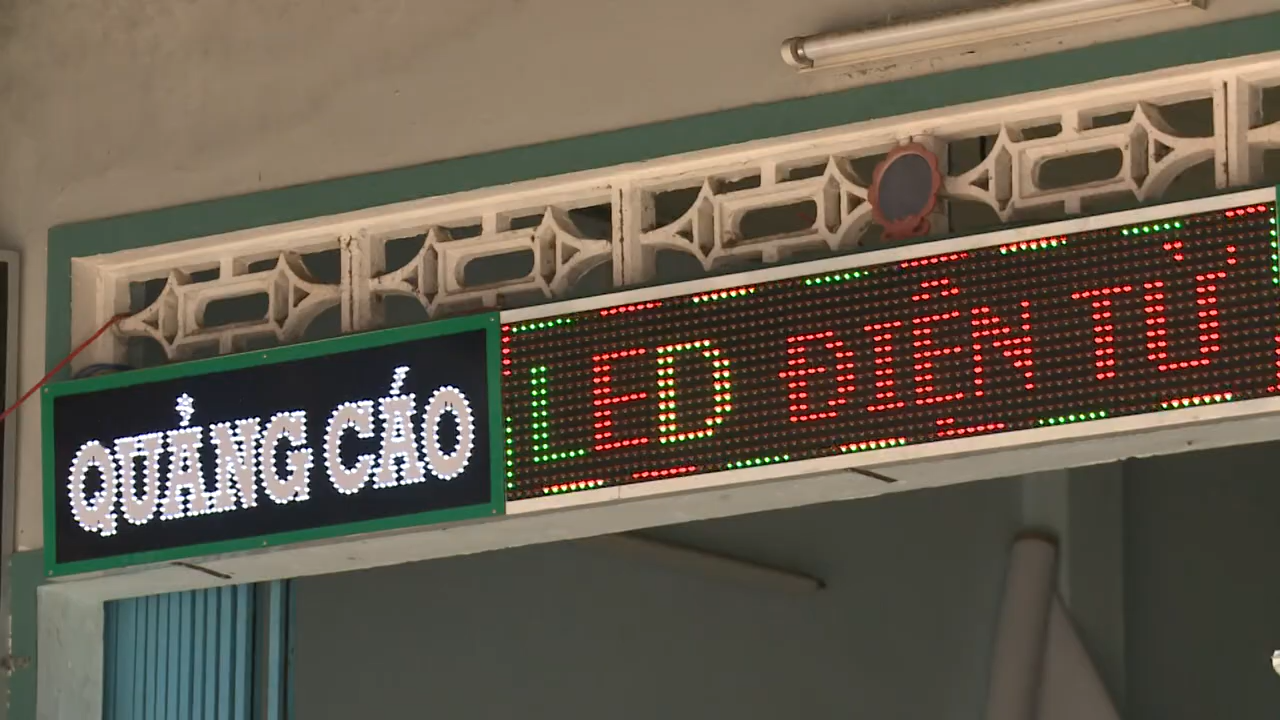 QUẢNG CÁO
LED ĐIỆN TỬ